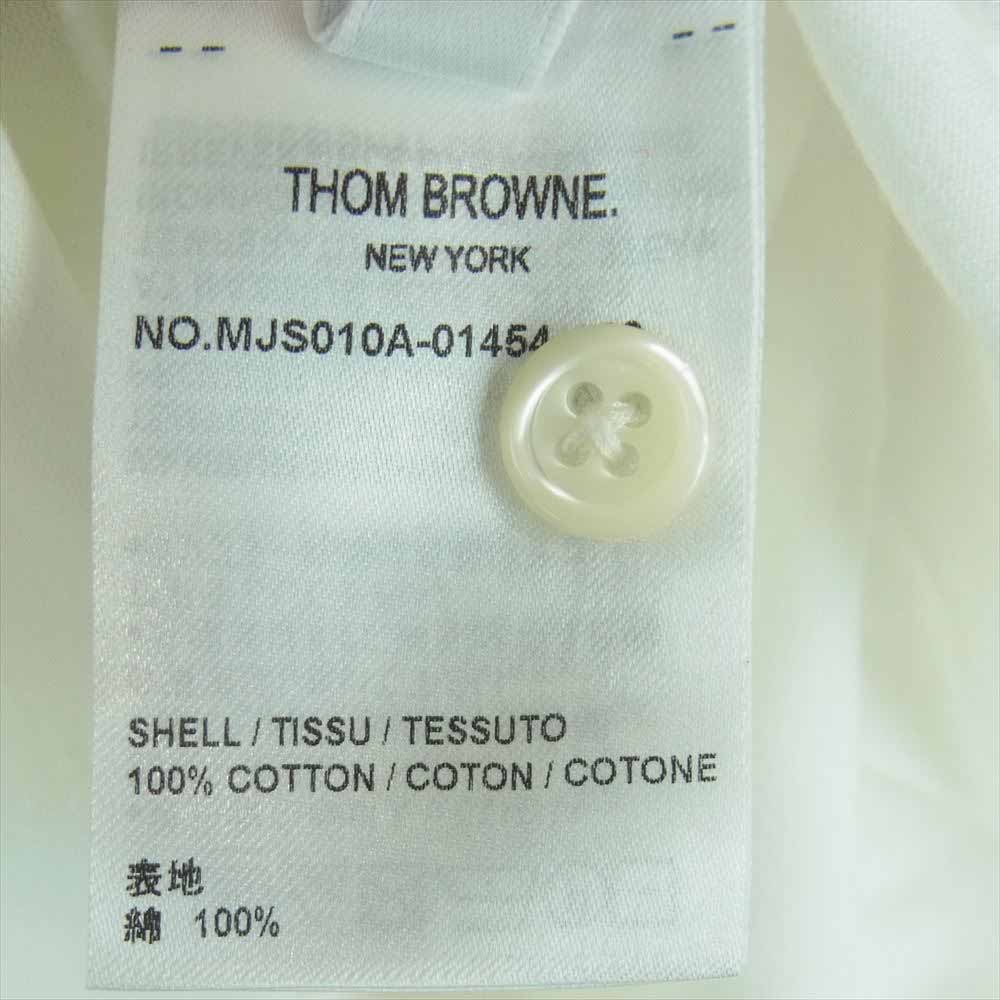 THOM BROWNE.
NEW YORK
NO.MJS010A-01454
SHELL / TISSU / TESSUTO
100% COTTON / COTON / COTONE
表地
綿 100%